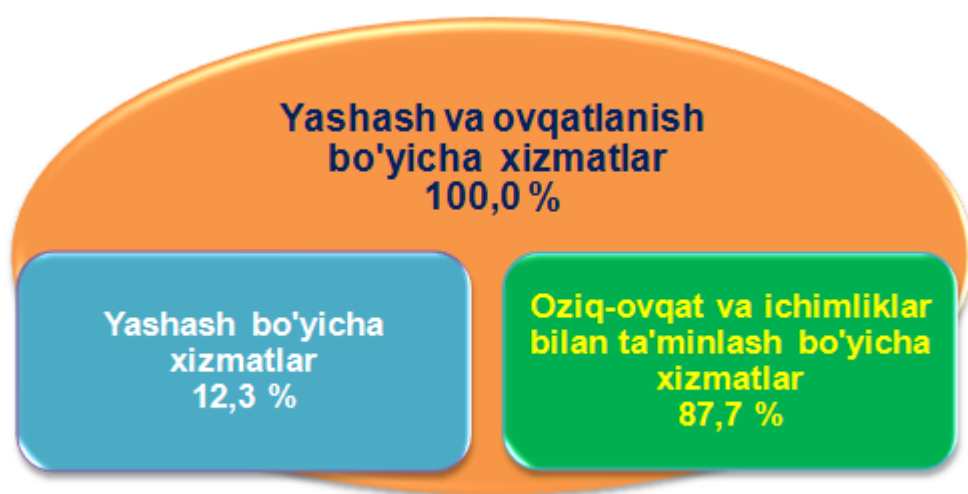 Yashash va ovqatlanish
bo'yicha xizmatlar
100,0 %
Yashash bo'yicha
xizmatlar
12,3 %
Oziq-ovqat va ichimliklar
bilan ta'minlash bo'yicha
xizmatlar
87,7 %